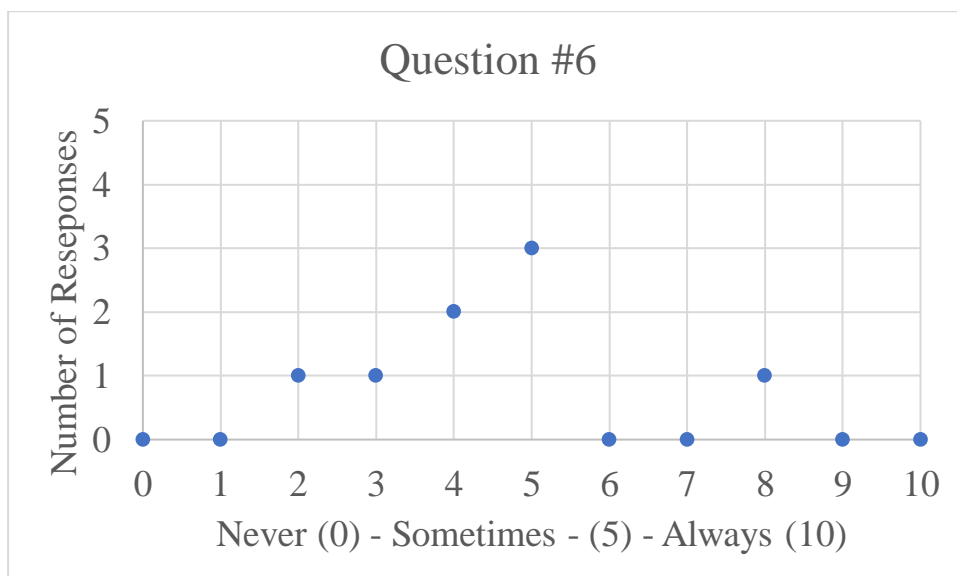 Question #6
Number of Reseponses
5
4
3
2
1
0
0 1 2 3 4 5 6 7 8 9 10
Never (0) - Sometimes - (5) - Always (10)